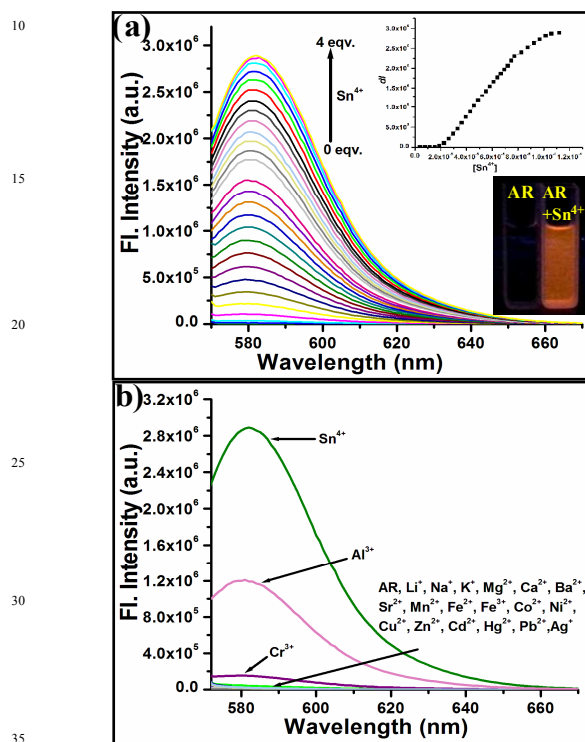 10
15
20
25
30
35
(a)
Fl. Intensity (a.u.)
3.0x10⁶
2.5x10⁶
2.0x10⁶
1.5x10⁶
1.0x10⁶
5.0x10⁵
0.0
4 eqv.
Sn⁴⁺
0 eqv.
dI
[Sn⁴⁺]
AR
AR
+Sn⁴⁺
580 600 620 640 660
Wavelength (nm)
(b)
Fl. Intensity (a.u.)
3.2x10⁶
2.8x10⁶
2.4x10⁶
2.0x10⁶
1.6x10⁶
1.2x10⁶
8.0x10⁵
4.0x10⁵
0.0
Sn⁴⁺
Al³⁺
Cr³⁺
AR, Li⁺, Na⁺, K⁺, Mg²⁺, Ca²⁺, Ba²⁺,
Sr²⁺, Mn²⁺, Fe²⁺, Fe³⁺, Co²⁺, Ni²⁺,
Cu²⁺, Zn²⁺, Cd²⁺, Hg²⁺, Pb²⁺,Ag⁺
580 600 620 640 660
Wavelength (nm)